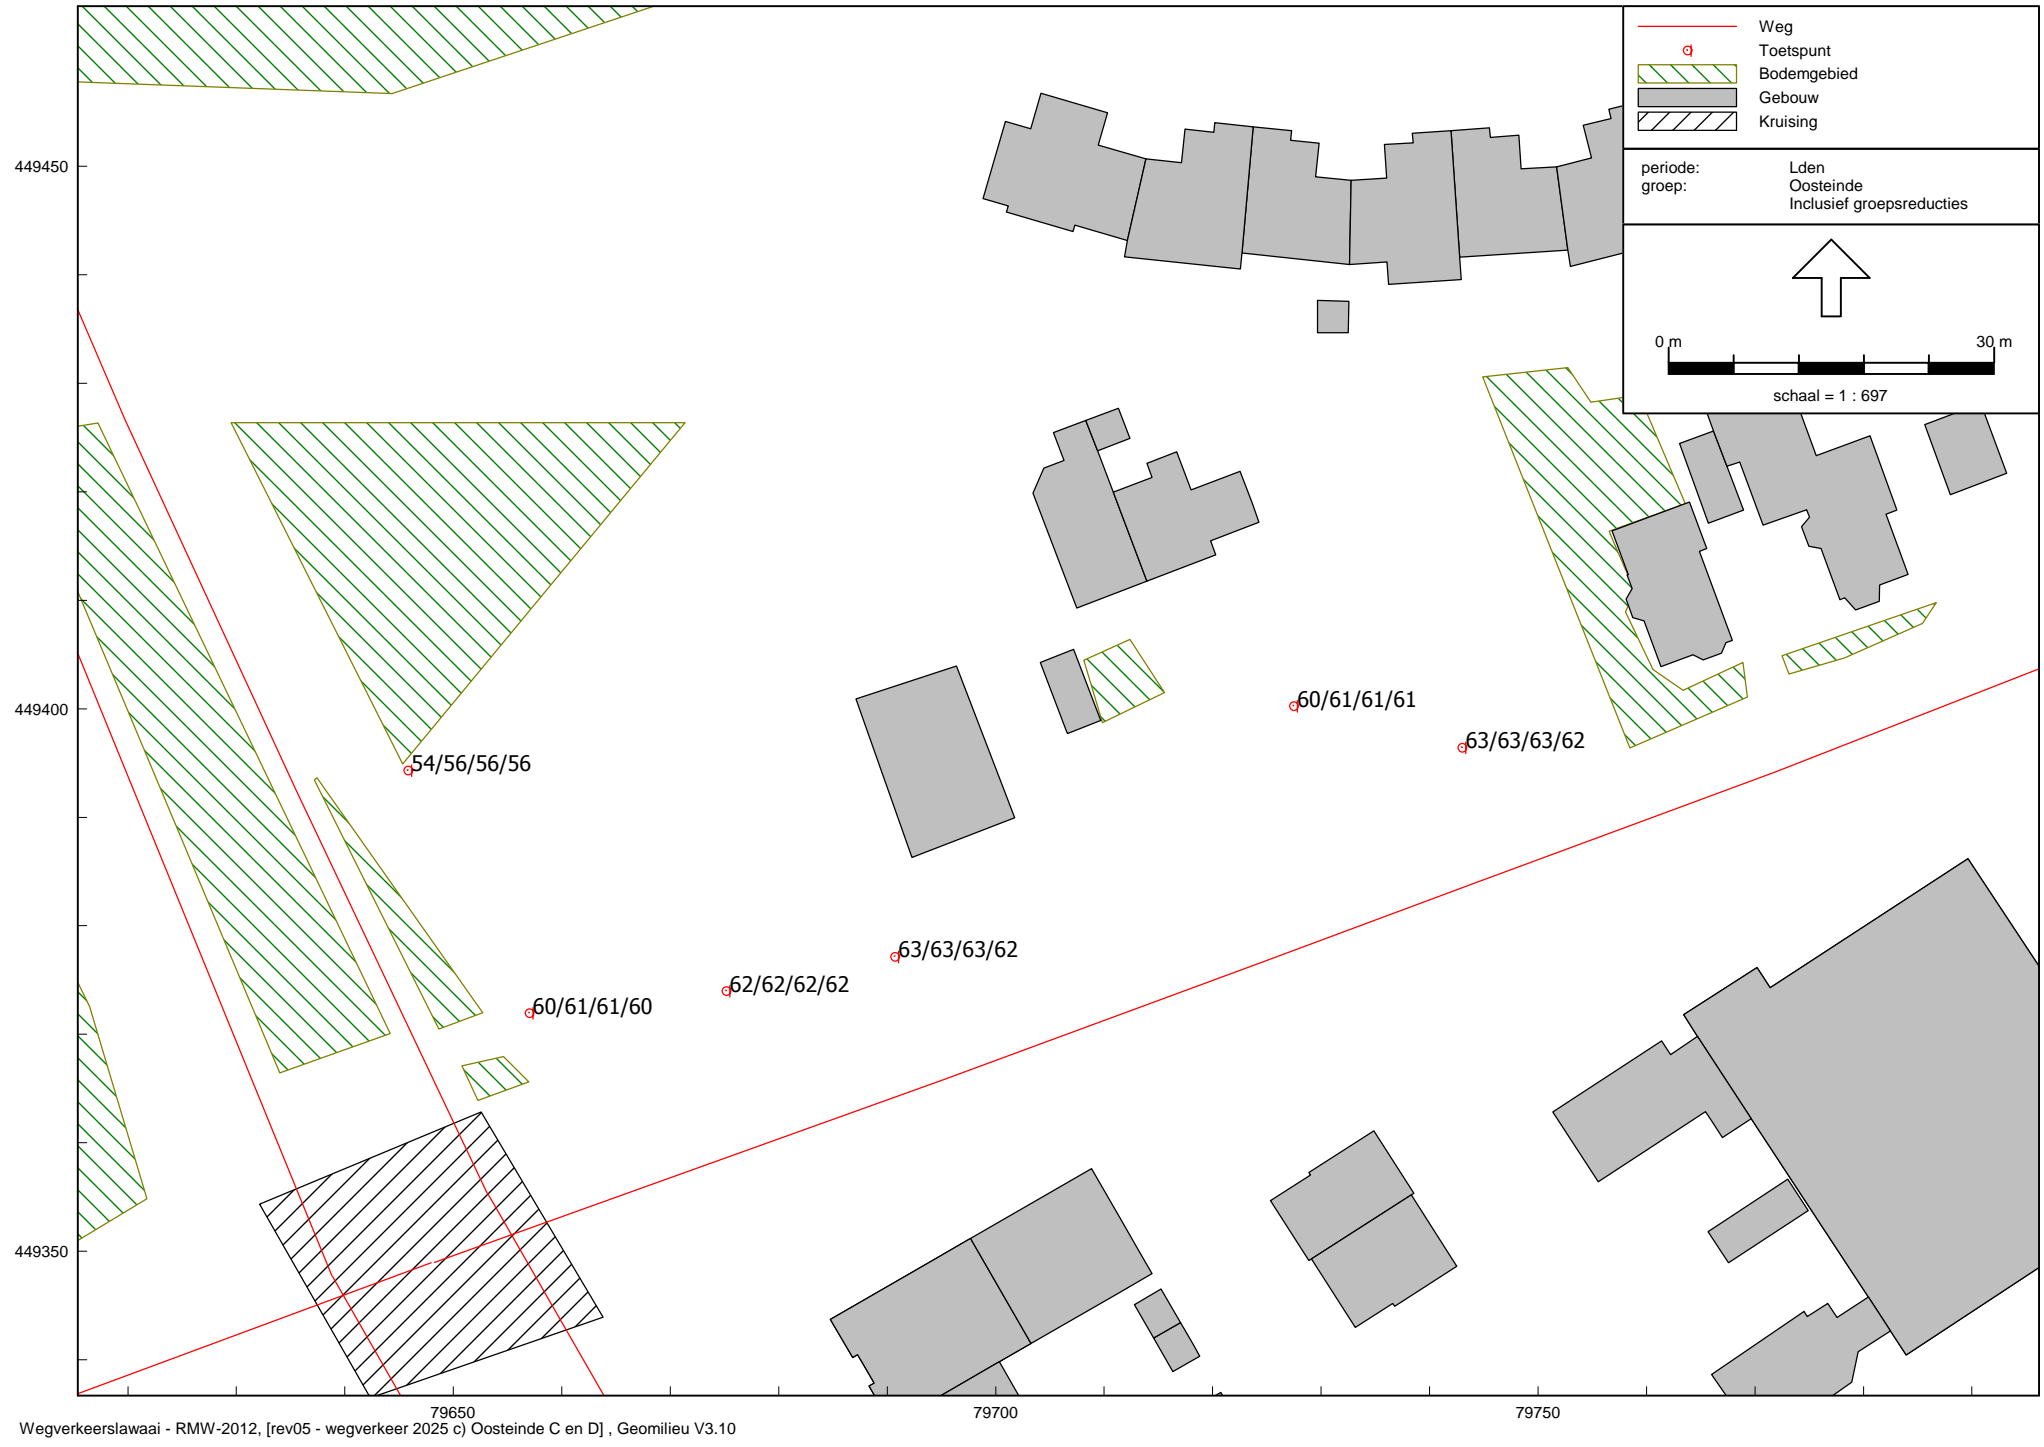 Weg
Toetspunt
Bodemgebied
Gebouw
Kruising
periode: Lden
groep: Oosteinde
Inclusief groepsreducties
0 m 30 m
schaal = 1 : 697
449450
449400
449350
60/61/61/61
63/63/63/62
54/56/56/56
63/63/63/62
62/62/62/62
60/61/61/60
79650 79700 79750
Wegverkeerslawaai - RMW-2012, [rev05 - wegverkeer 2025 c) Oosteinde C en D] , Geomilieu V3.10